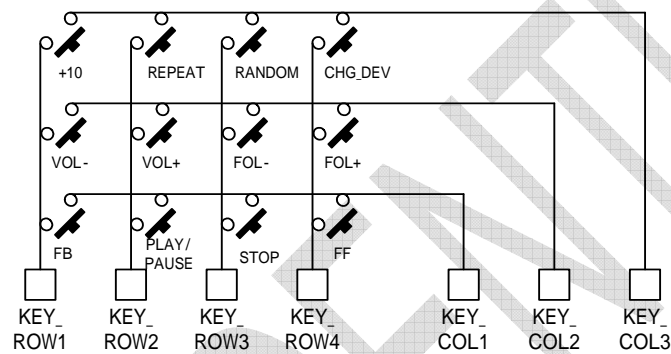 +10 REPEAT RANDOM CHG_DEV
VOL- VOL+ FOL- FOL+
FB PLAY/ PAUSE STOP FF
KEY_ KEY_ KEY_ KEY_ KEY_ KEY_ KEY_
ROW1 ROW2 ROW3 ROW4 COL1 COL2 COL3